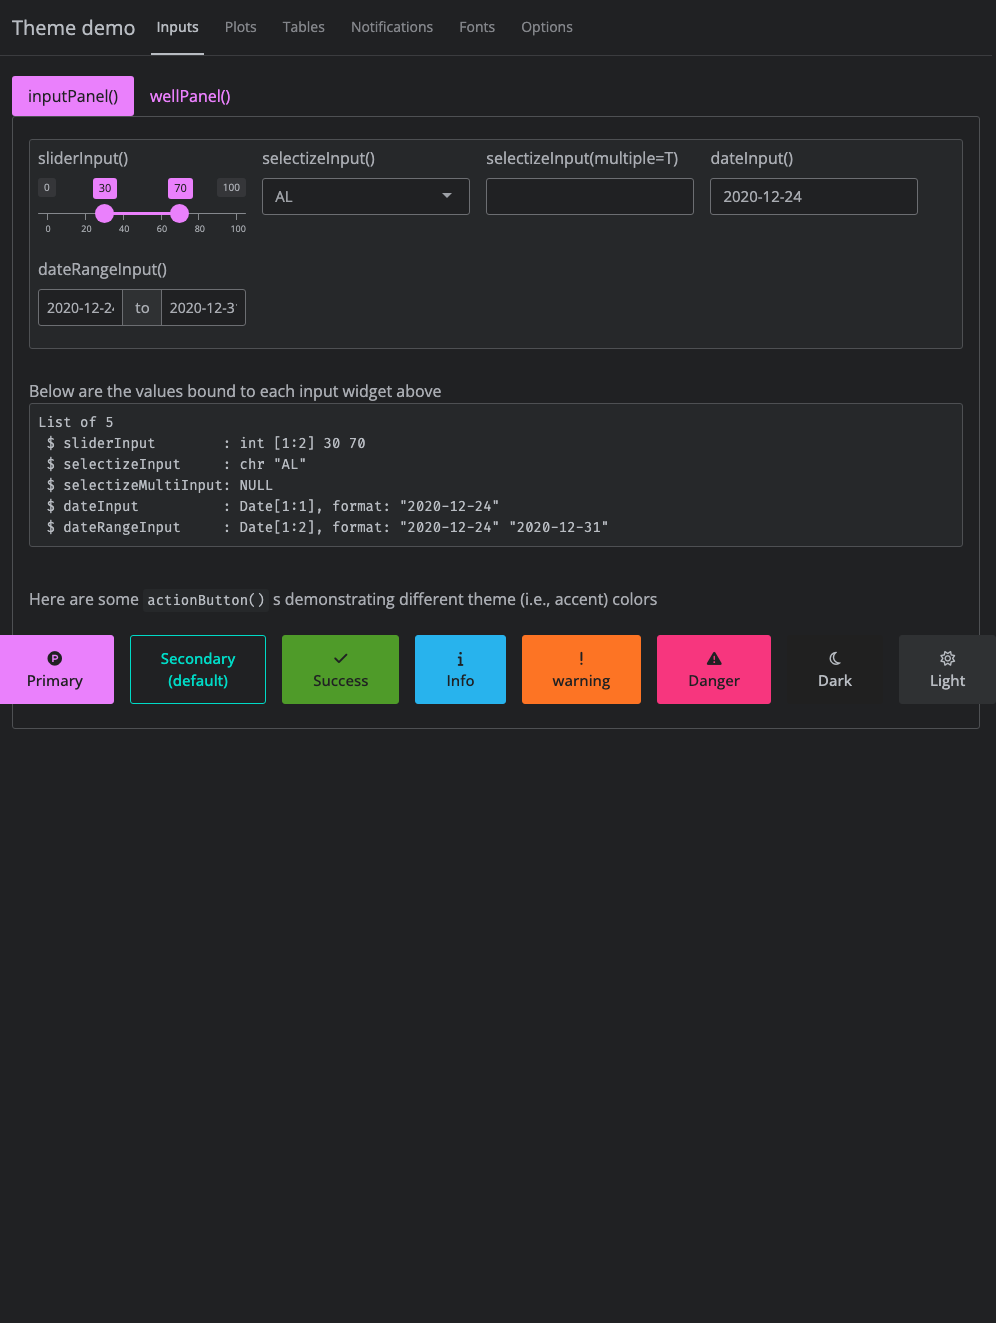 Theme demo Inputs Plots Tables Notifications Fonts Options
inputPanel() wellPanel()
sliderInput() selectizeInput() selectizeInput(multiple=T) dateInput()
0 30 70 100
AL 2020-12-24
0 20 40 60 80 100
dateRangeInput()
2020-12-24 to 2020-12-31
Below are the values bound to each input widget above
List of 5
$ sliderInput : int [1:2] 30 70
$ selectizeInput : chr "AL"
$ selectizeMultiInput: NULL
$ dateInput : Date[1:1], format: "2020-12-24"
$ dateRangeInput : Date[1:2], format: "2020-12-24" "2020-12-31"
Here are some actionButton() s demonstrating different theme (i.e., accent) colors
Primary
Secondary
(default)
Success
Info
warning
Danger
Dark
Light